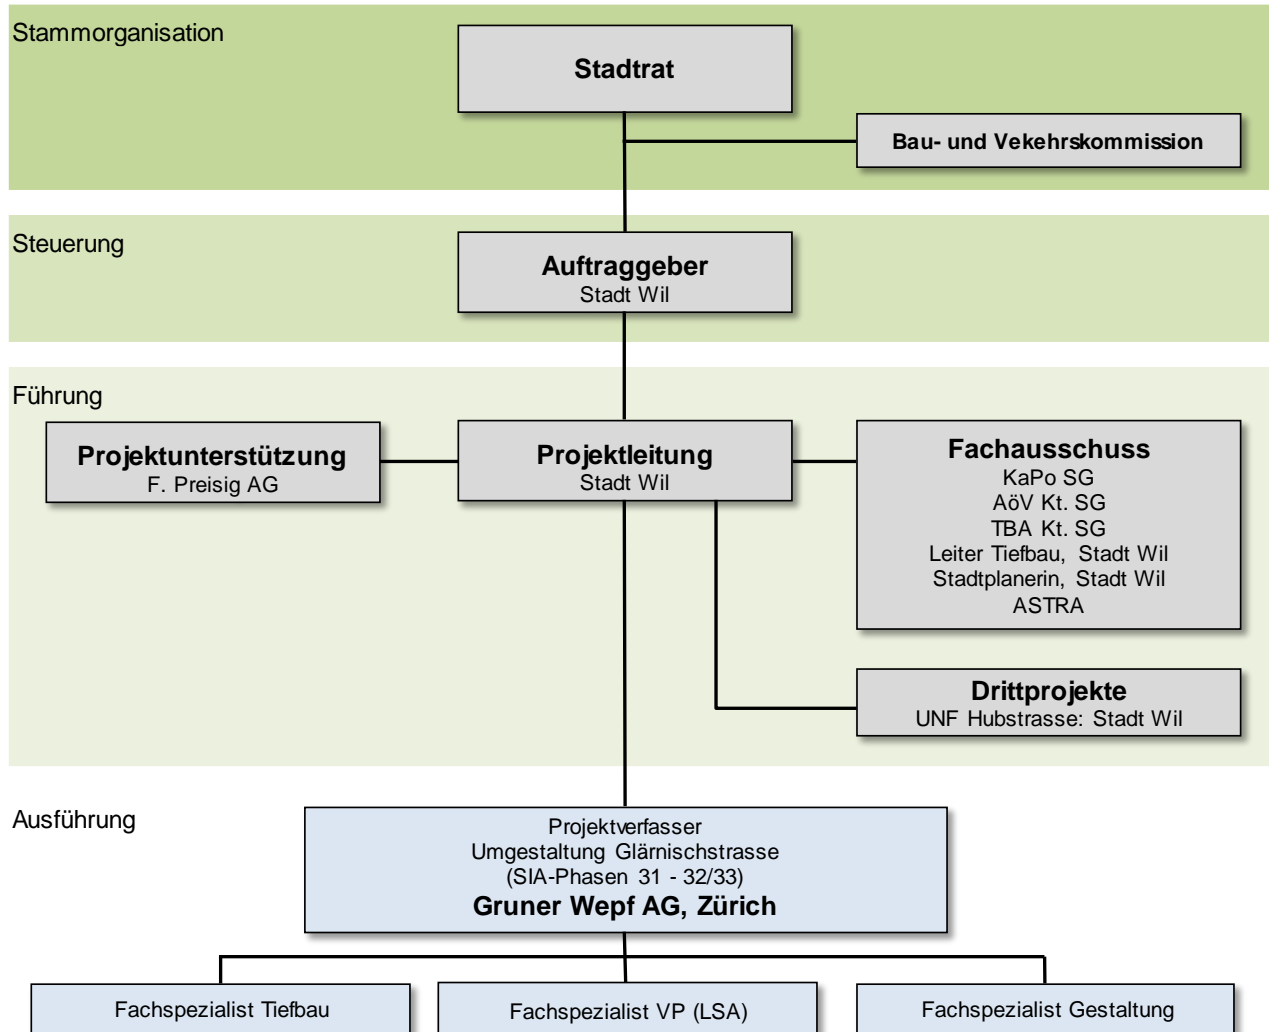 Stammorganisation
Stadtrat
Bau- und Vekehrskommission
Steuerung
Auftraggeber
Stadt Wil
Führung
Projektunterstützung
F. Preisig AG
Projektleitung
Stadt Wil
Fachausschuss
KaPo SG
AöV Kt. SG
TBA Kt. SG
Leiter Tiefbau, Stadt Wil
Stadtplanerin, Stadt Wil
ASTRA
Drittprojekte
UNF Hubstrasse: Stadt Wil
Ausführung
Projektverfasser
Umgestaltung Glärnischstrasse
(SIA-Phasen 31 - 32/33)
Gruner Wepf AG, Zürich
Fachspezialist Tiefbau
Fachspezialist VP (LSA)
Fachspezialist Gestaltung